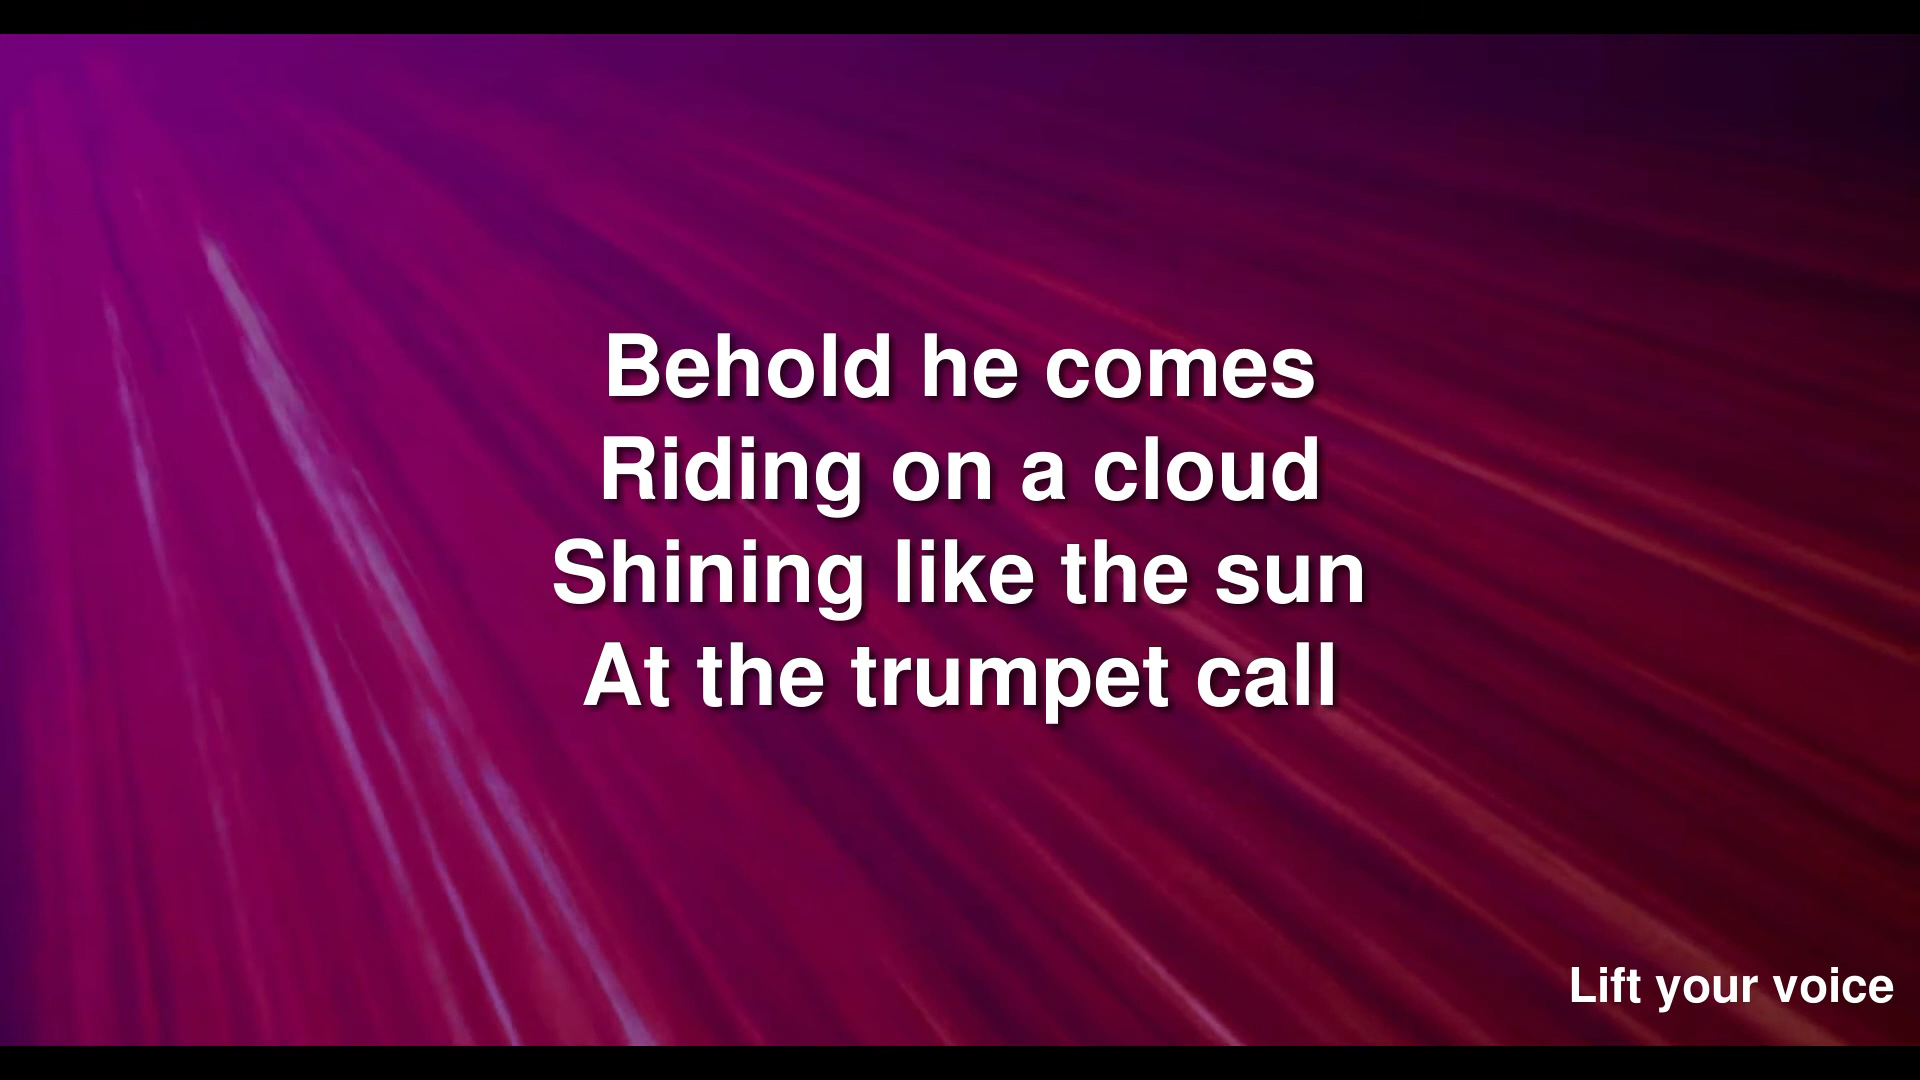 Behold he comes
Riding on a cloud
Shining like the sun
At the trumpet call
Lift your voice